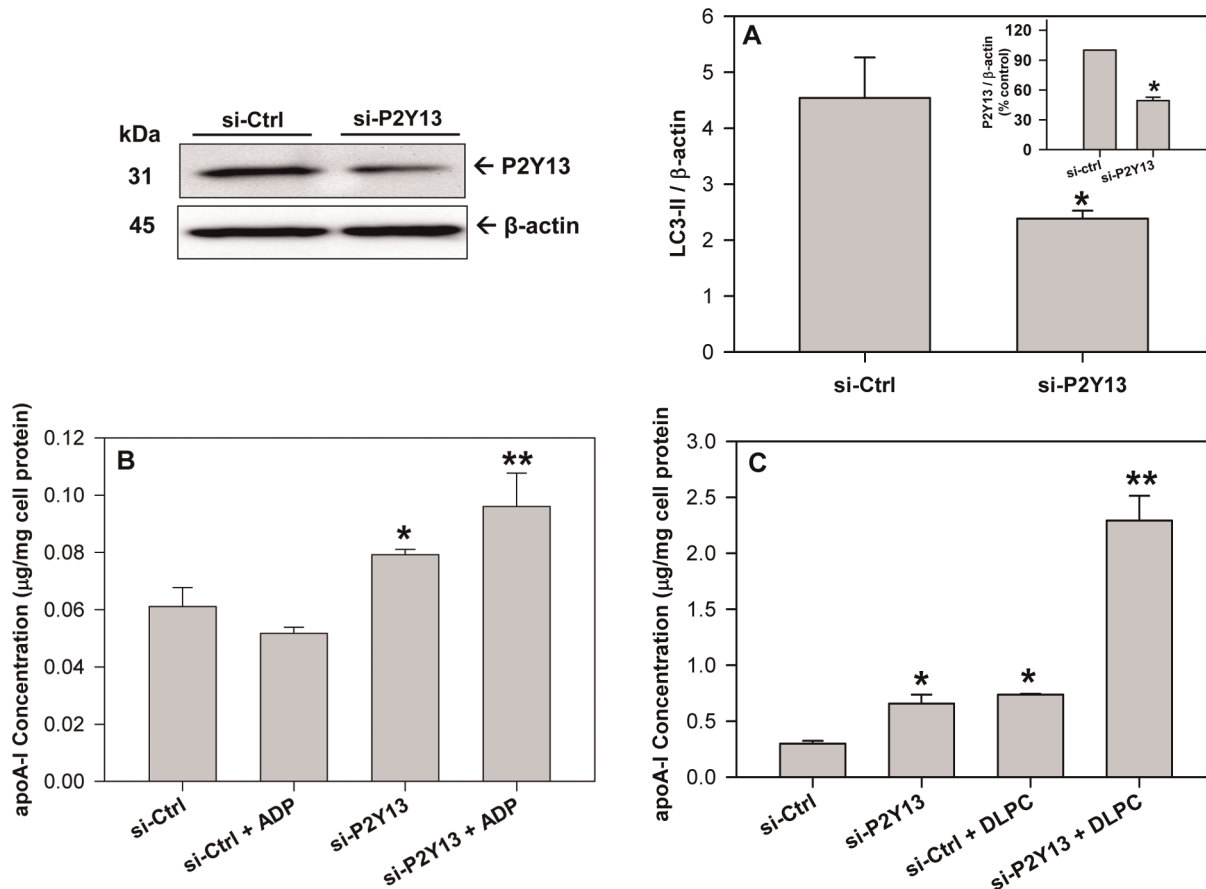 si-Ctrl si-P2Y13
kDa
31
← P2Y13
45
← β-actin
A
LC3-II / β-actin
6
5
4
3
2
1
0
*
si-Ctrl si-P2Y13
P2Y13 / β-actin
(% control)
120
90
60
30
0
*
si-ctrl si-P2Y13
B
apoA-I Concentration (µg/mg cell protein)
0.12
0.10
0.08
0.06
0.04
0.02
0.00
*
**
si-Ctrl
si-Ctrl + ADP
si-P2Y13
si-P2Y13 + ADP
C
apoA-I Concentration (µg/mg cell protein)
3.0
2.5
2.0
1.5
1.0
0.5
0.0
*
*
**
si-Ctrl
si-P2Y13
si-Ctrl + DLPC
si-P2Y13 + DLPC